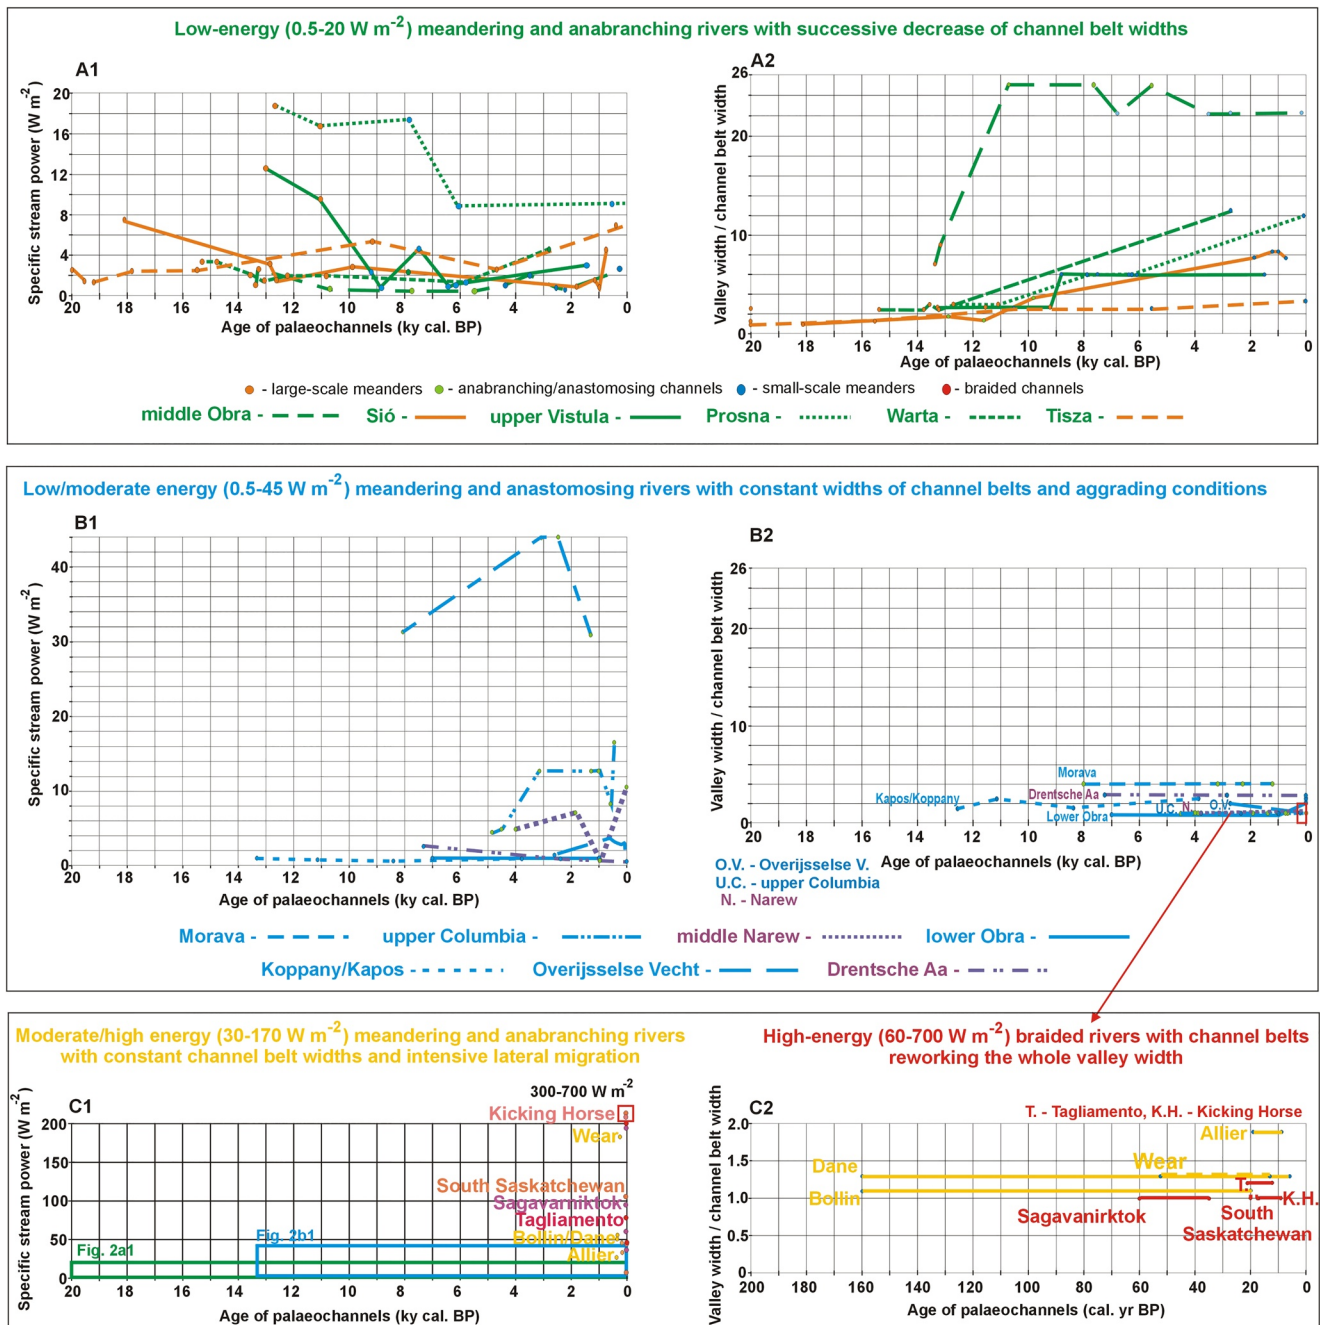 Low-energy (0.5-20 W m-2) meandering and anabranching rivers with successive decrease of channel belt widths
A1
Specific stream power (W m-2)
20
16
12
8
4
0
20 18 16 14 12 10 8 6 4 2 0
Age of palaeochannels (ky cal. BP)
A2
Valley width / channel belt width
26
20
10
0
20 18 16 14 12 10 8 6 4 2 0
Age of palaeochannels (ky cal. BP)
- large-scale meanders - anabranching/anastomosing channels - small-scale meanders - braided channels
middle Obra - Sió - upper Vistula - Prosna - Warta - Tisza -
Low/moderate energy (0.5-45 W m-2) meandering and anastomosing rivers with constant widths of channel belts and aggrading conditions
B1
Specific stream power (W m-2)
40
30
20
10
0
20 18 16 14 12 10 8 6 4 2 0
Age of palaeochannels (ky cal. BP)
B2
Valley width / channel belt width
26
20
10
0
Morava
Drentsche Aa
Kapos/Koppany
U.C. N. O.V.
Lower Obra
20 18 16 14 12 10 8 6 4 2 0
Age of palaeochannels (ky cal. BP)
O.V. - Overijsselse V.
U.C. - upper Columbia
N. - Narew
Morava - upper Columbia - middle Narew - lower Obra -
Koppany/Kapos - Overijsselse Vecht - Drentsche Aa -
Moderate/high energy (30-170 W m-2) meandering and anabranching rivers
with constant channel belt widths and intensive lateral migration
High-energy (60-700 W m-2) braided rivers with channel belts
reworking the whole valley width
C1
300-700 W m-2
Kicking Horse
Wear
South Saskatchewan
Sagavarniktok
Tagliamento
Bollin/Dane
Allier
Fig. 2a1
Fig. 2b1
Specific stream power (W m-2)
200
150
100
50
0
20 18 16 14 12 10 8 6 4 2 0
Age of palaeochannels (ky cal. BP)
C2
T. - Tagliamento, K.H. - Kicking Horse
Valley width / channel belt width
2.0
1.5
1.0
0.5
0
Allier
Dane
Wear
Bollin
T.
K.H.
Sagavanirktok
South
Saskatchewan
200 180 160 140 120 100 80 60 40 20 0
Age of palaeochannels (cal. yr BP)